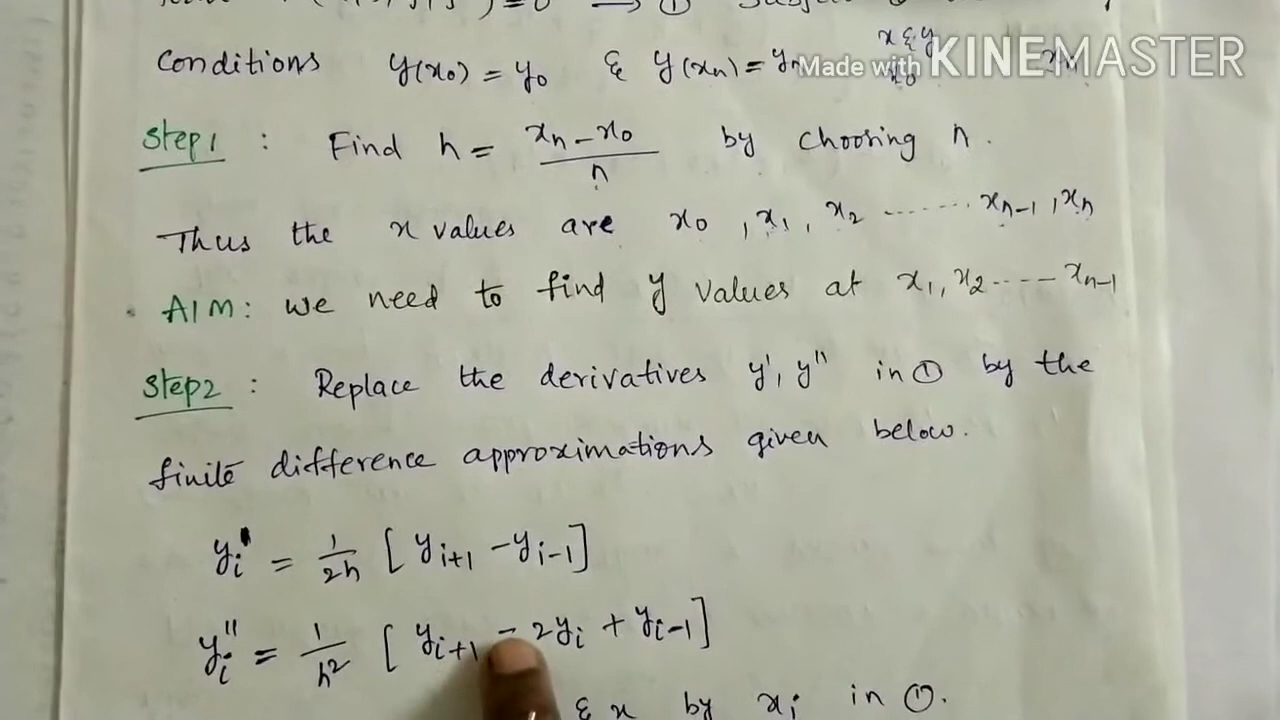 Conditions y(x₀) = y₀ & y(xₙ) = yₙ x & y
Made with KINEMASTER
Step 1 : Find h = (xₙ - x₀)/n by choosing n.
Thus the x values are x₀, x₁, x₂ ........ xₙ₋₁, xₙ
AIM: we need to find y values at x₁, x₂ ---- xₙ₋₁
Step 2 : Replace the derivatives y', y'' in ① by the
finite difference approximations given below.
yᵢ' = 1/2h [yᵢ₊₁ - yᵢ₋₁]
yᵢ'' = 1/h² [yᵢ₊₁ - 2yᵢ + yᵢ₋₁]
& x by xᵢ in ①.